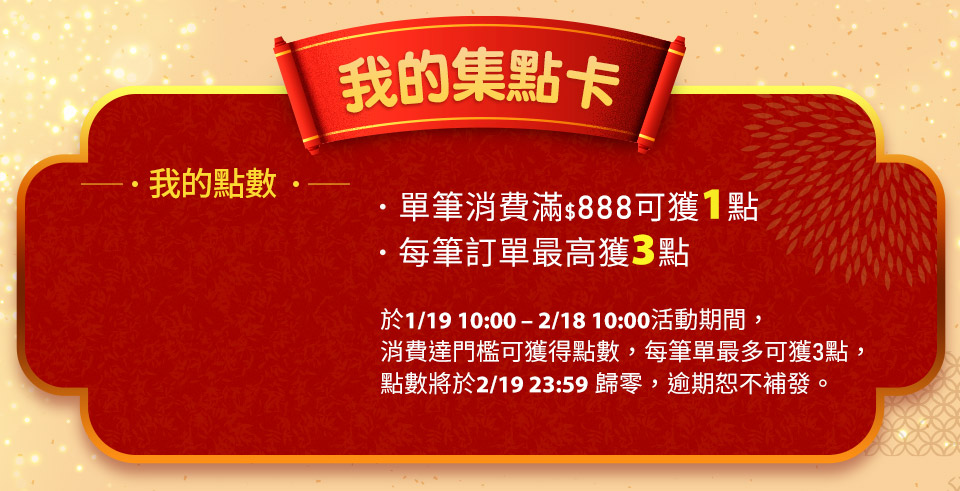 我的集點卡
·我的點數·
·單筆消費滿$888可獲1點
·每筆訂單最高獲3點
於1/19 10:00 – 2/18 10:00活動期間，
消費達門檻可獲得點數，每筆單最多可獲3點，
點數將於2/19 23:59 歸零，逾期恕不補發。